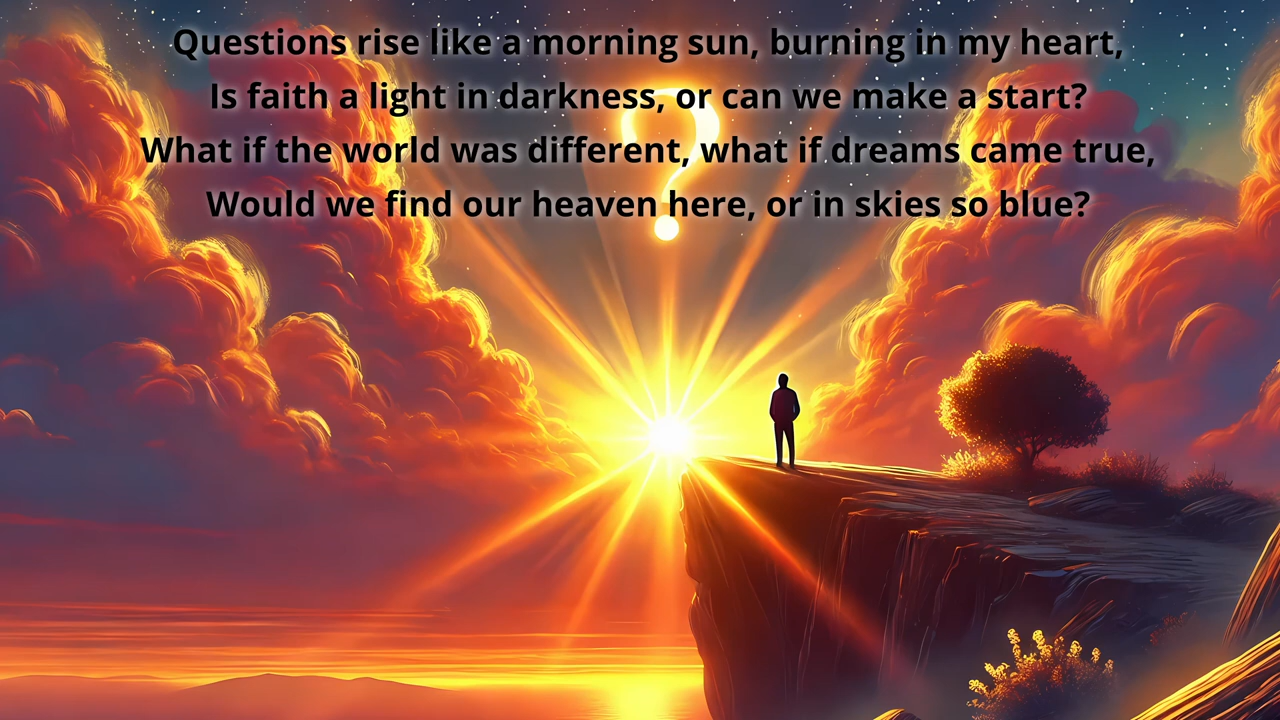 Questions rise like a morning sun, burning in my heart,
Is faith a light in darkness, or can we make a start?
What if the world was different, what if dreams came true,
Would we find our heaven here, or in skies so blue?